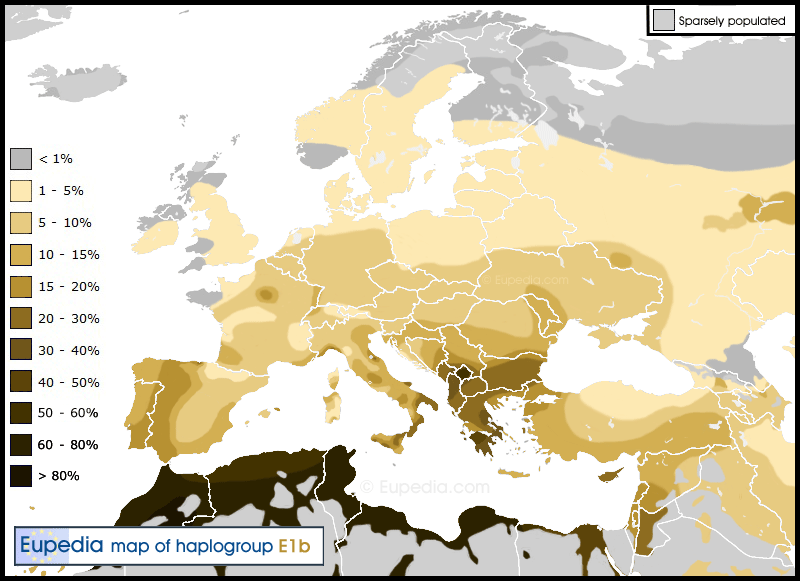 Sparsely populated
< 1%
1 - 5%
5 - 10%
10 - 15%
15 - 20%
20 - 30%
30 - 40%
40 - 50%
50 - 60%
60 - 80%
> 80%
© Eupedia.com
© Eupedia.com
Eupedia map of haplogroup E1b